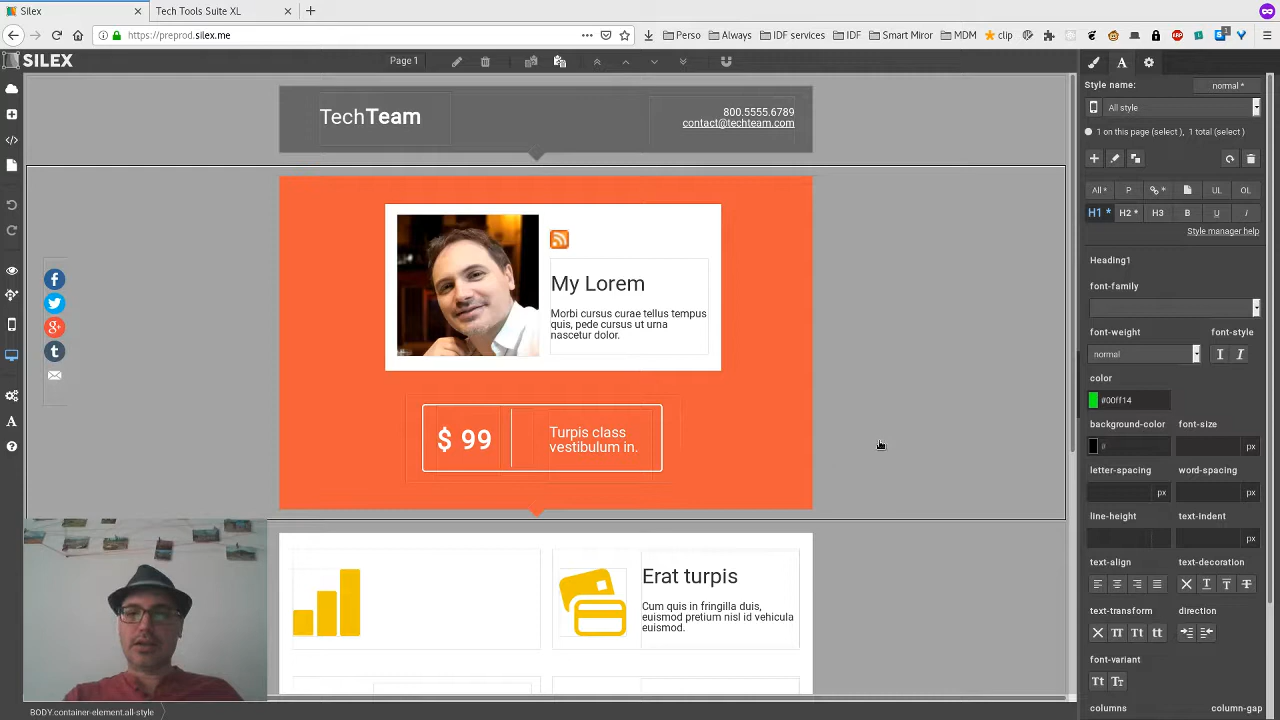 Silex
Tech Tools Suite XL
https://preprod.silex.me
Perso
Always
IDF services
IDF
Smart Miror
MDM
clip
SILEX
Page 1
TechTeam
800.5555.6789
contact@techteam.com
My Lorem
Morbi cursus curae tellus tempus
quis, pede cursus ut urna
nascetur dolor.
$ 99
Turpis class
vestibulum in.
Erat turpis
Cum quis in fringilla duis,
euismod pretium nisl id vehicula
euismod.
BODY.container-element.all-style
Style name:
normal *
All style
1 on this page (select ), 1 total (select )
All *
P
UL
OL
H1 *
H2 *
H3
B
U
I
Style manager help
Heading1
font-family
font-weight
font-style
normal
color
#00ff14
background-color
font-size
#
px
letter-spacing
word-spacing
px
px
line-height
text-indent
px
text-align
text-decoration
text-transform
direction
font-variant
columns
column-gap